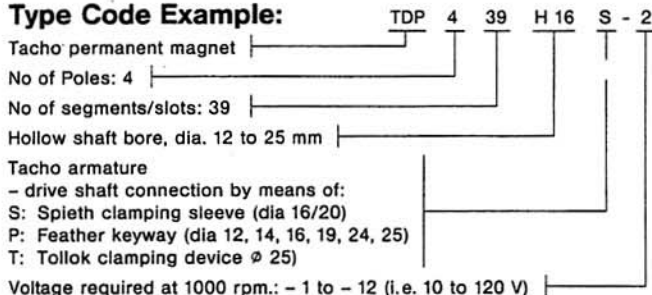 Type Code Example: TDP 4 39 H 16 S - 2
Tacho permanent magnet
No of Poles: 4
No of segments/slots: 39
Hollow shaft bore, dia. 12 to 25 mm
Tacho armature
– drive shaft connection by means of:
S: Spieth clamping sleeve (dia 16/20)
P: Feather keyway (dia 12, 14, 16, 19, 24, 25)
T: Tollok clamping device ø 25)
Voltage required at 1000 rpm.: – 1 to – 12 (i.e. 10 to 120 V)